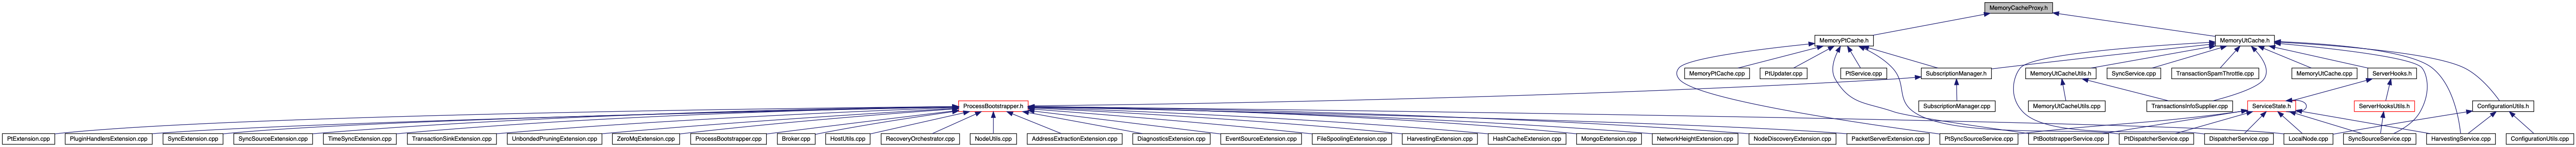 MemoryCacheProxy.h
MemoryPtCache.h
MemoryUtCache.h
MemoryPtCache.cpp
PtUpdater.cpp
PtService.cpp
SubscriptionManager.h
MemoryUtCacheUtils.h
SyncService.cpp
TransactionSpamThrottle.cpp
MemoryUtCache.cpp
ServerHooks.h
ProcessBootstrapper.h
SubscriptionManager.cpp
MemoryUtCacheUtils.cpp
TransactionsInfoSupplier.cpp
ServiceState.h
ServerHooksUtils.h
ConfigurationUtils.h
PtExtension.cpp
PluginHandlersExtension.cpp
SyncExtension.cpp
SyncSourceExtension.cpp
TimeSyncExtension.cpp
TransactionSinkExtension.cpp
UnbondedPruningExtension.cpp
ZeroMqExtension.cpp
ProcessBootstrapper.cpp
Broker.cpp
HostUtils.cpp
RecoveryOrchestrator.cpp
NodeUtils.cpp
AddressExtractionExtension.cpp
DiagnosticsExtension.cpp
EventSourceExtension.cpp
FileSpoolingExtension.cpp
HarvestingExtension.cpp
HashCacheExtension.cpp
MongoExtension.cpp
NetworkHeightExtension.cpp
NodeDiscoveryExtension.cpp
PacketServerExtension.cpp
PtSyncSourceService.cpp
PtBootstrapperService.cpp
PtDispatcherService.cpp
DispatcherService.cpp
LocalNode.cpp
SyncSourceService.cpp
HarvestingService.cpp
ConfigurationUtils.cpp